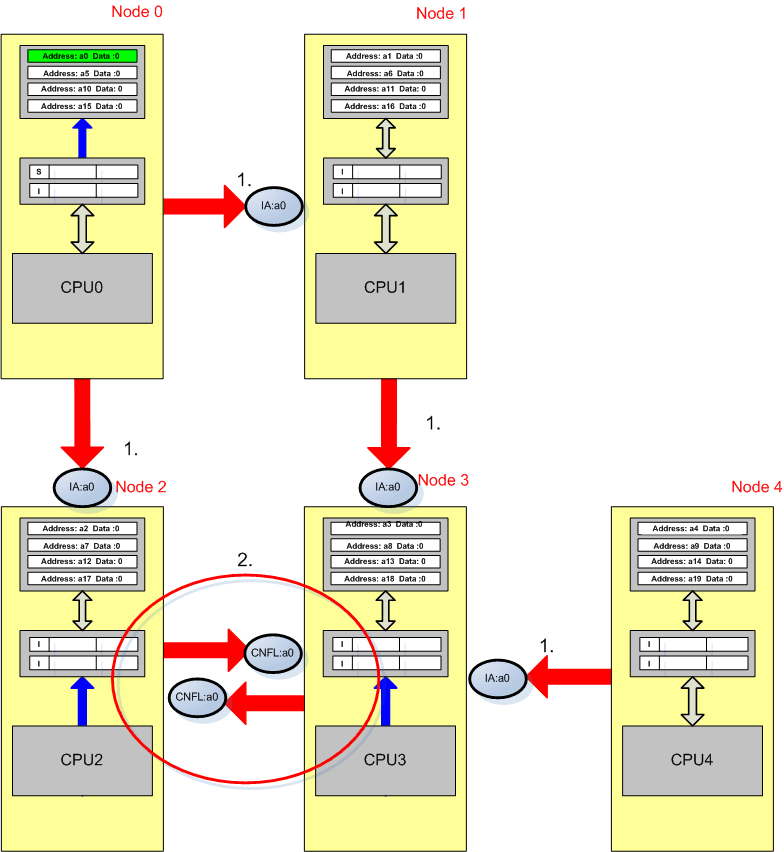 Node 0
Node 1
Address: a0 Data :0
Address: a5 Data :0
Address: a10 Data: 0
Address: a15 Data: 0
Address: a1 Data :0
Address: a6 Data :0
Address: a11 Data: 0
Address: a16 Data: 0
S
I
I
I
1.
IA:a0
CPU0
CPU1
1.
1.
IA:a0
Node 2
IA:a0
Node 3
Node 4
Address: a2 Data :0
Address: a7 Data :0
Address: a12 Data :0
Address: a17 Data :0
Address: a3 Data :0
Address: a8 Data :0
Address: a13 Data :0
Address: a18 Data :0
Address: a4 Data :0
Address: a9 Data :0
Address: a14 Data :0
Address: a19 Data :0
2.
I
I
CNFL:a0
CNFL:a0
I
I
1.
IA:a0
I
I
CPU2
CPU3
CPU4